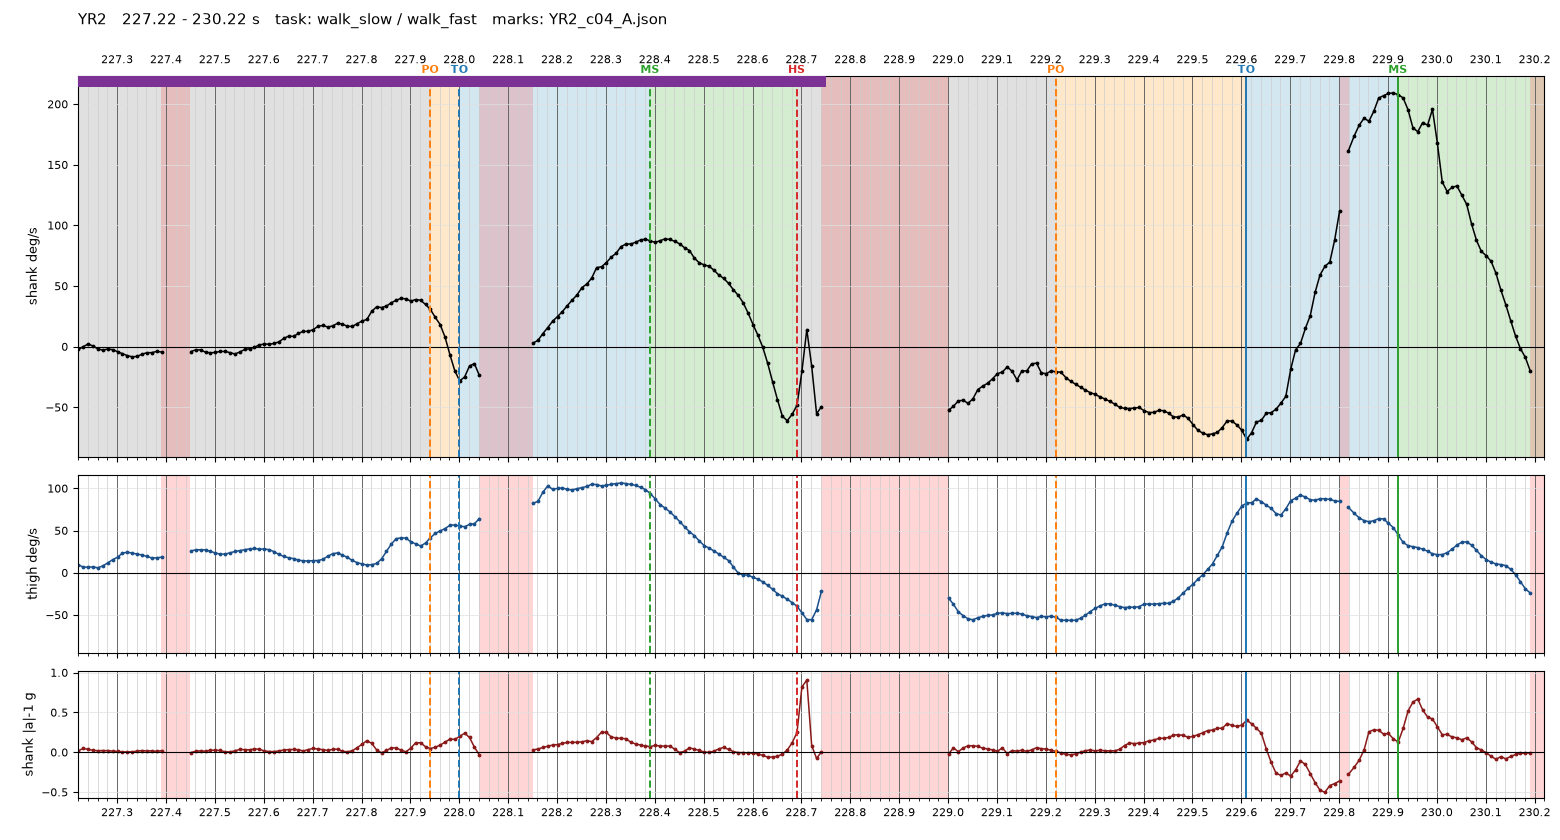 YR2   227.22 - 230.22 s   task: walk_slow / walk_fast   marks: YR2_c04_A.json
227.3 227.4 227.5 227.6 227.7 227.8 227.9 228.0 228.1 228.2 228.3 228.4 228.5 228.6 228.7 228.8 228.9 229.0 229.1 229.2 229.3 229.4 229.5 229.6 229.7 229.8 229.9 230.0 230.1 230.2
PO TO MS HS PO TO MS
200
150
100
50
0
−50
shank deg/s
100
50
0
−50
thigh deg/s
1.0
0.5
0.0
−0.5
shank |a|-1 g
227.3 227.4 227.5 227.6 227.7 227.8 227.9 228.0 228.1 228.2 228.3 228.4 228.5 228.6 228.7 228.8 228.9 229.0 229.1 229.2 229.3 229.4 229.5 229.6 229.7 229.8 229.9 230.0 230.1 230.2